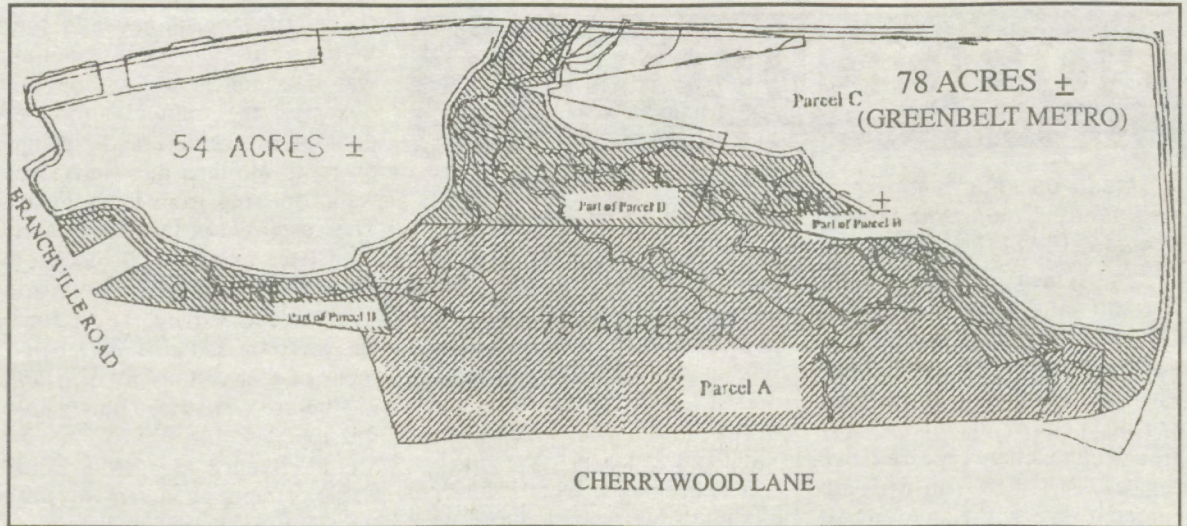 78 ACRES ±
Parcel C
(GREENBELT METRO)
54 ACRES ±
15 ACRES
Part of Parcel D
ACRES ±
Part of Parcel B
BRANCHVILLE ROAD
9 ACRES ±
Part of Parcel
75 ACRES ±
Parcel A
CHERRYWOOD LANE